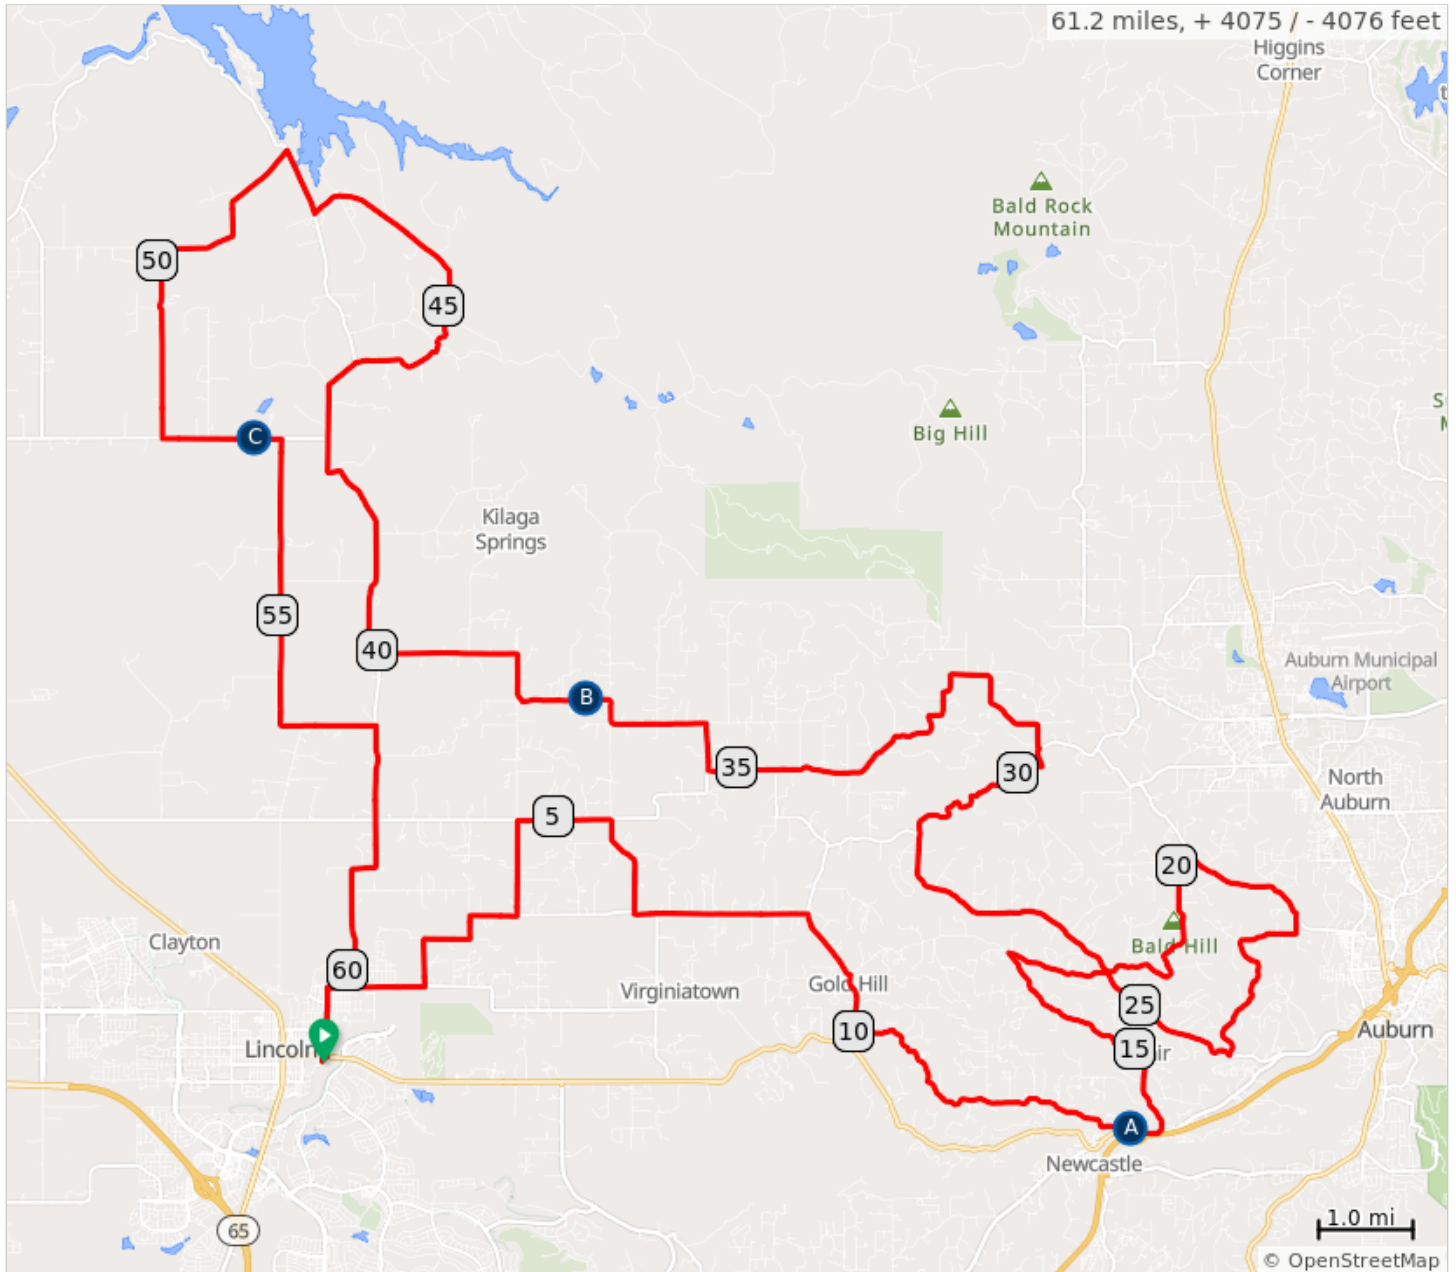 61.2 miles, + 4075 / - 4076 feet
Higgins
Corner
Bald Rock
Mountain
50
45
Big Hill
C
Kilaga
Springs
55
40
Auburn Municipal
Airport
B
35
30
North
Auburn
5
20
Clayton
Bald Hill
60
Virginiatown
Gold Hill
25
10
Auburn
Lincoln
15
A
Newcastle
65
1.0 mi
© OpenStreetMap